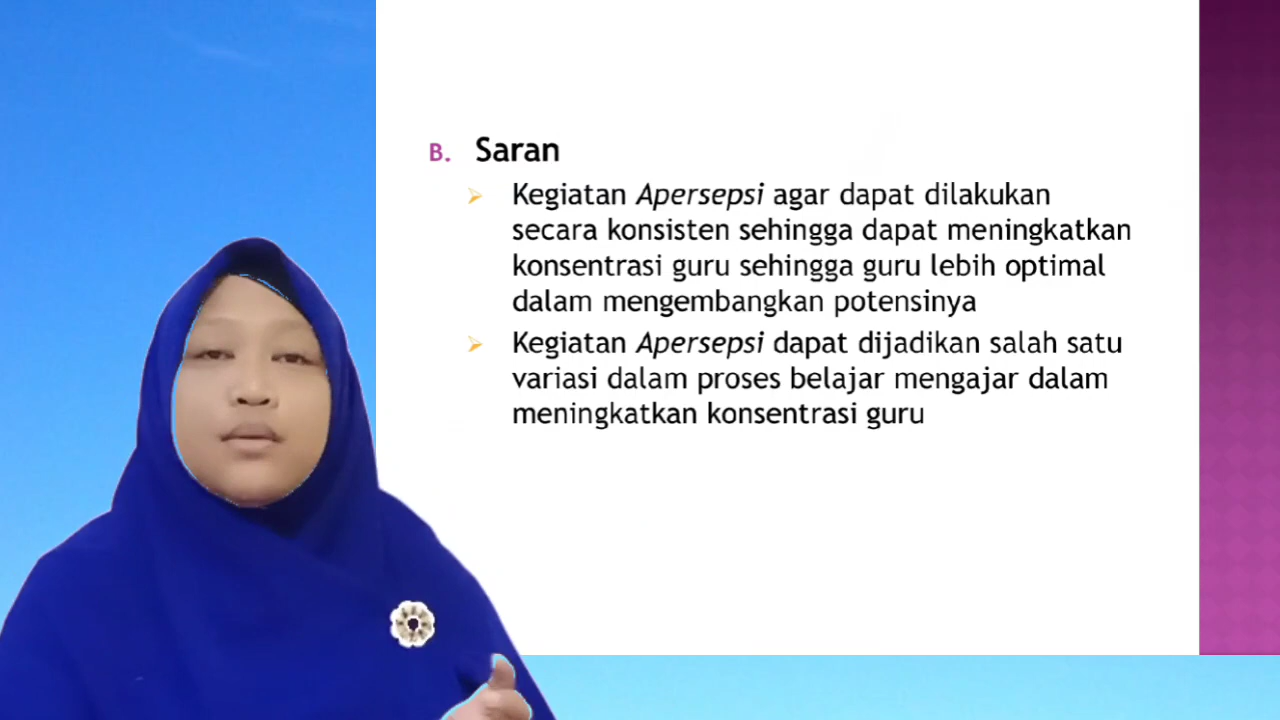 B. Saran
Kegiatan Apersepsi agar dapat dilakukan
secara konsisten sehingga dapat meningkatkan
konsentrasi guru sehingga guru lebih optimal
dalam mengembangkan potensinya
Kegiatan Apersepsi dapat dijadikan salah satu
variasi dalam proses belajar mengajar dalam
meningkatkan konsentrasi guru